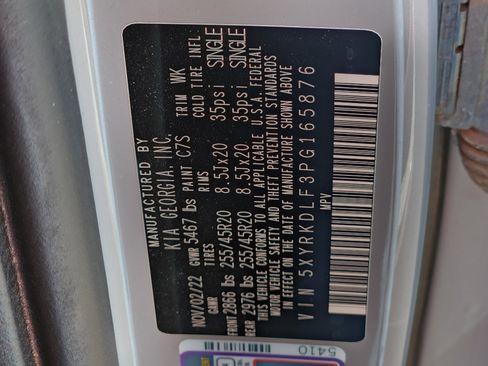 MANUFACTURED BY
KIA GEORGIA, INC.
NOV/02/22 GVWR 5467 lbs PAINT C7S TRIM WK
GAWR TIRES RIMS COLD TIRE INFL
FRONT 2866 lbs 255/45R20 8.5JX20 35psi SINGLE
REAR 2976 lbs 255/45R20 8.5JX20 35psi SINGLE
THIS VEHICLE CONFORMS TO ALL APPLICABLE U.S.A. FEDERAL
MOTOR VEHICLE SAFETY AND THEFT PREVENTION STANDARDS
IN EFFECT ON THE DATE OF MANUFACTURE SHOWN ABOVE
VIN 5XYRKDLF3PG165876
MPV
5410